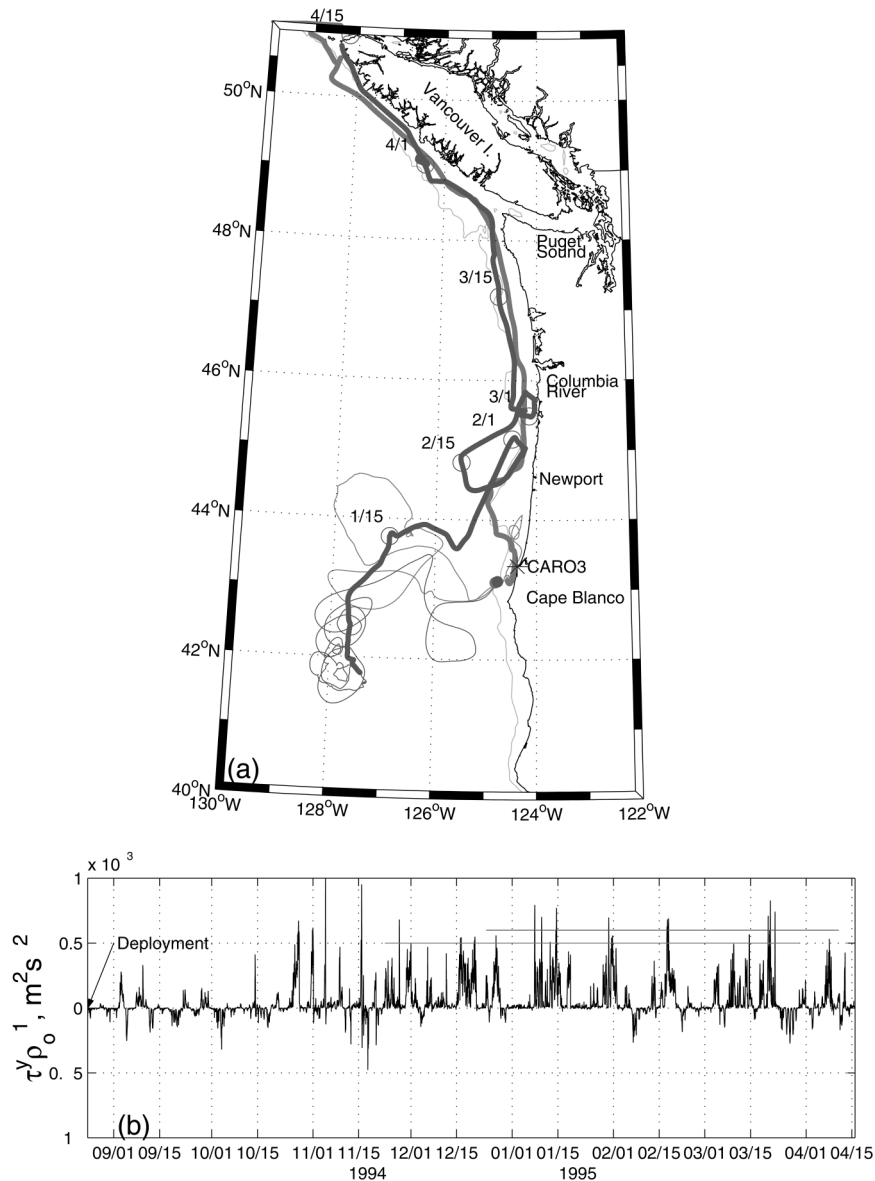 4/15
50°N
Vancouver I.
4/1
48°N
Puget
Sound
3/15
46°N
Columbia
River
3/1
2/1
2/15
Newport
44°N
1/15
CARO3
Cape Blanco
42°N
(a)
40°N
130°W 128°W 126°W 124°W 122°W
x 10 3
1
Deployment
0.5
0
0. 5
1
τʸρₒ 1 , m² s 2
(b)
09/01 09/15 10/01 10/15 11/01 11/15 12/01 12/15 01/01 01/15 02/01 02/15 03/01 03/15 04/01 04/15
1994 1995